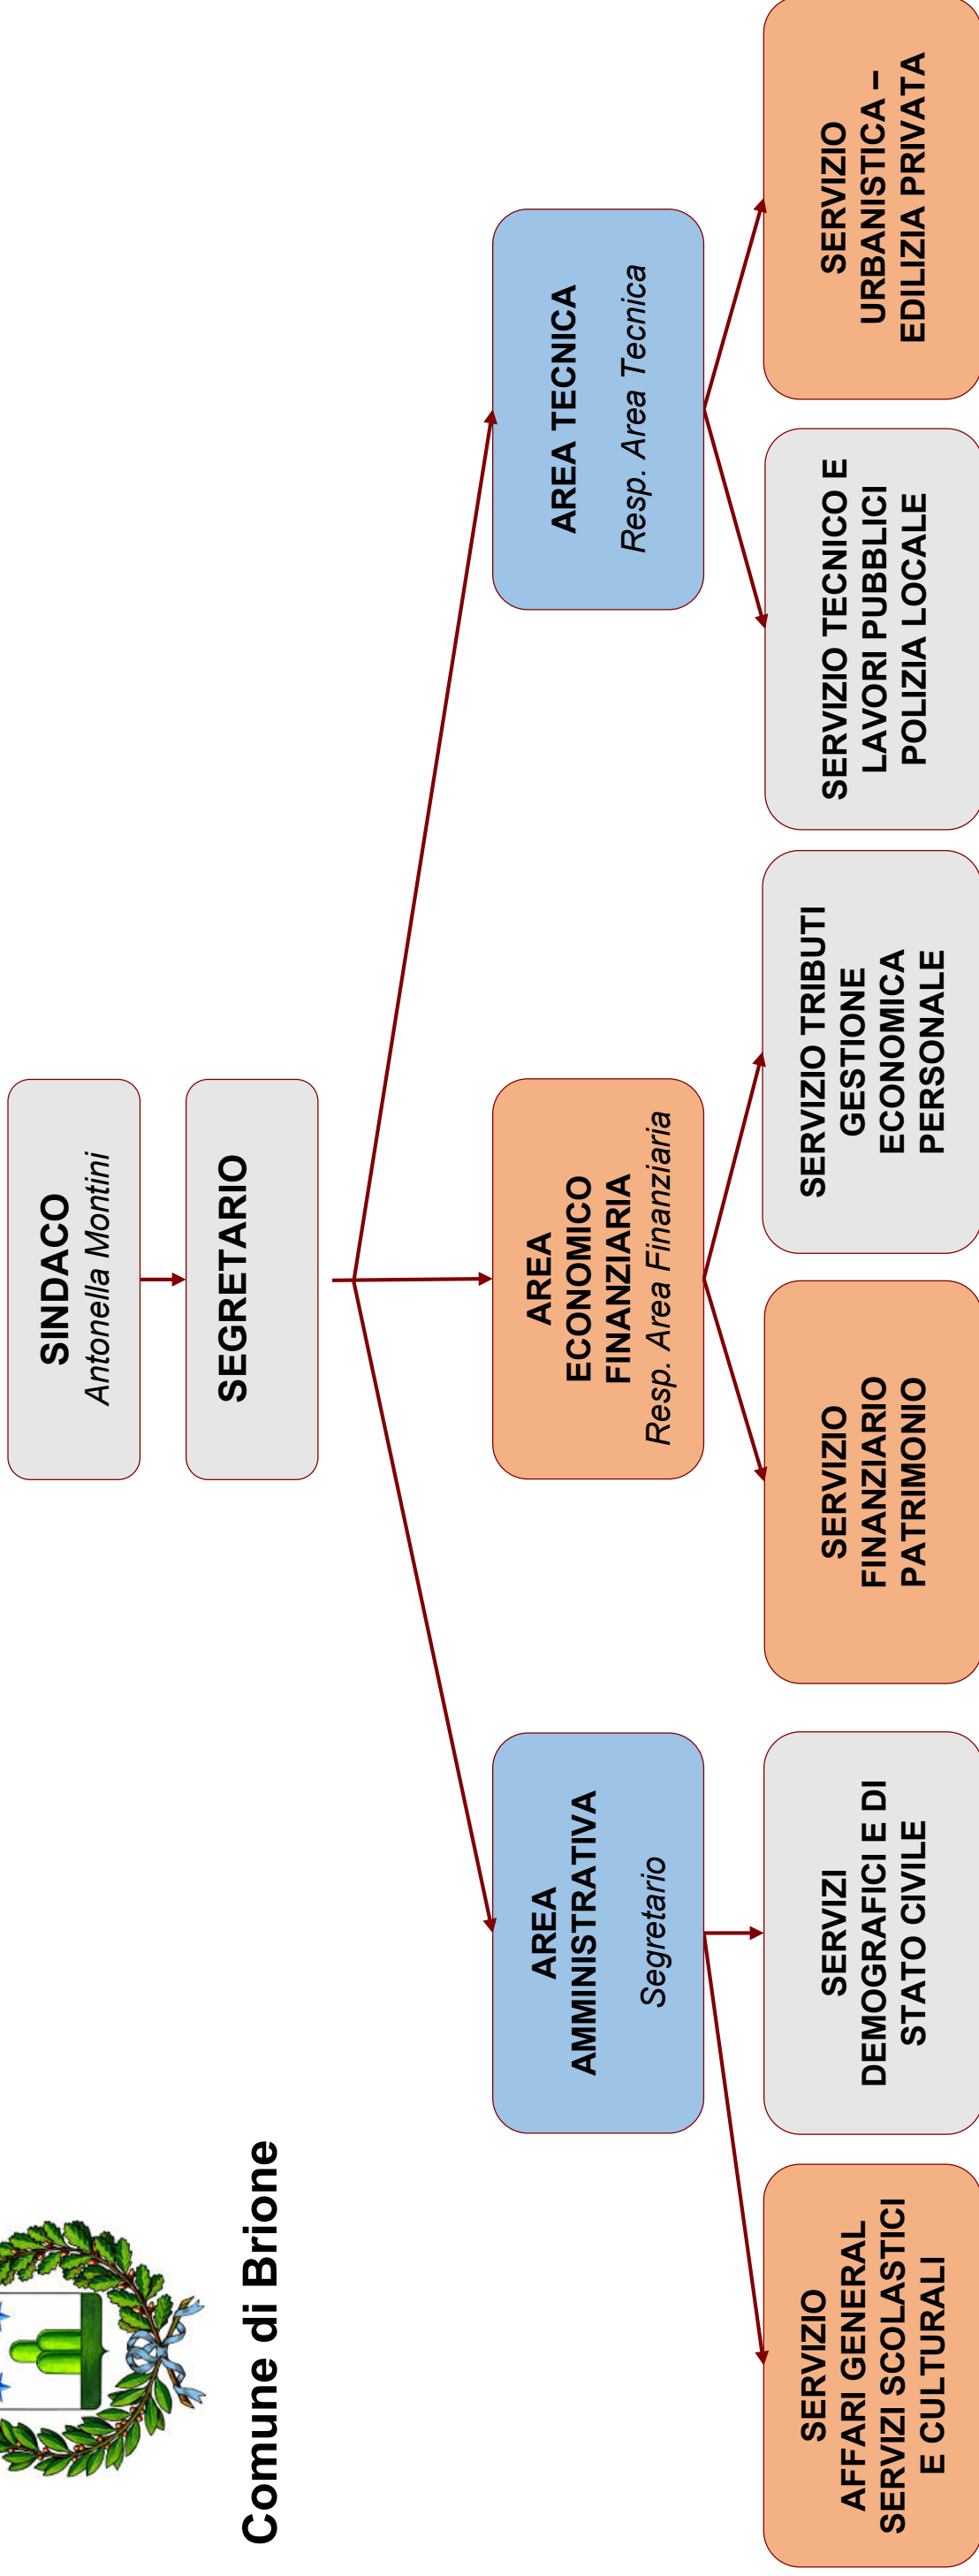 Comune di Brione
SINDACO
Antonella Montini
SEGRETARIO
AREA
AMMINISTRATIVA
Segretario
AREA
ECONOMICO
FINANZIARIA
Resp. Area Finanziaria
AREA TECNICA
Resp. Area Tecnica
SERVIZIO
AFFARI GENERAL
SERVIZI SCOLASTICI
E CULTURALI
SERVIZI
DEMOGRAFICI E DI
STATO CIVILE
SERVIZIO
FINANZIARIO
PATRIMONIO
SERVIZIO TRIBUTI
GESTIONE
ECONOMICA
PERSONALE
SERVIZIO TECNICO E
LAVORI PUBBLICI
POLIZIA LOCALE
SERVIZIO
URBANISTICA –
EDILIZIA PRIVATA